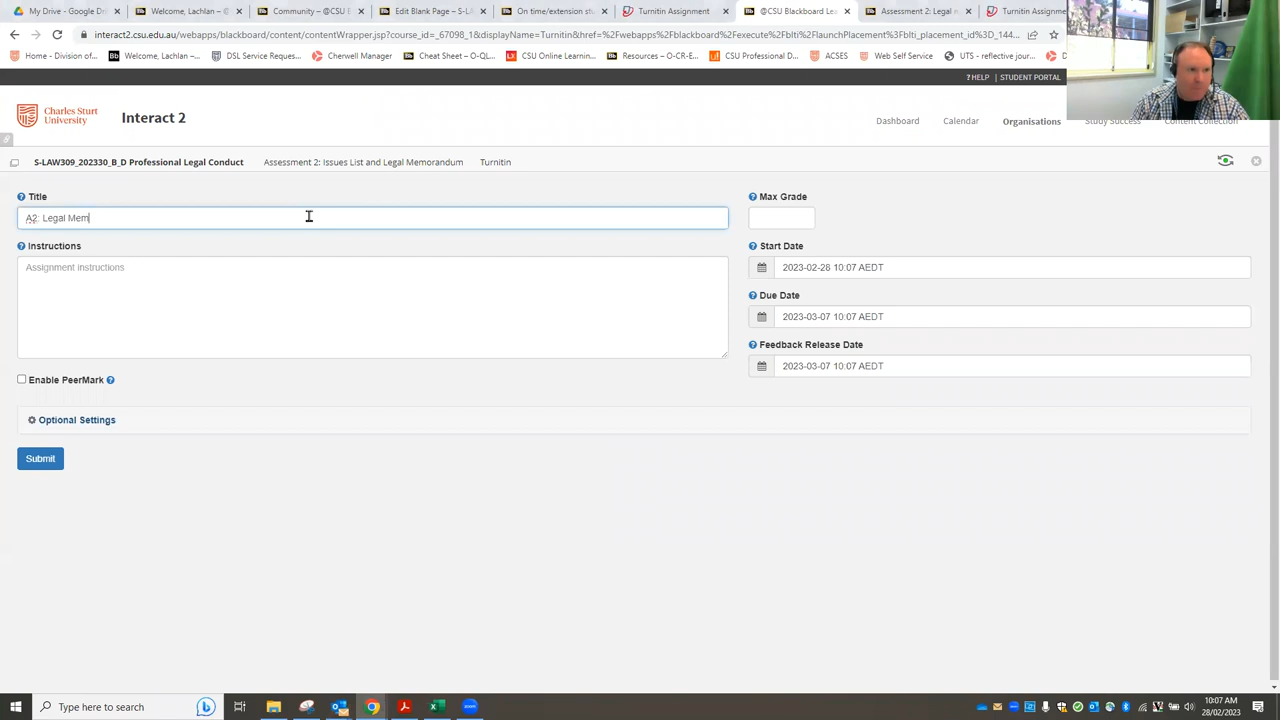 My Drive - Google D
Welcome, Lachlan – @
Community – @CSU B
Edit Blank Page – S-L
On time/extension stu
Turnitin Assignment
@CSU Blackboard Lea
Assessment 2: Legal m
Turnitin Assignm
interact2.csu.edu.au/webapps/blackboard/content/contentWrapper.jsp?course_id=_67098_1&displayName=Turnitin&href=%2Fwebapps%2Fblackboard%2Fexecute%2Fblti%2FlaunchPlacement%3Fblti_placement_id%3D_144...
Home - Division of...
DSL Service Reques...
Cherwell Manager
Cheat Sheet – O-QL...
CSU Online Learnin...
Resources – O-CR-E...
CSU Professional D...
ACSES
Web Self Service
UTS - reflective jour...
HELP | STUDENT PORTAL
Charles Sturt
University
Interact 2
Dashboard
Calendar
Organisations
Study Success
Content Collection
S-LAW309_202330_B_D Professional Legal Conduct
Assessment 2: Issues List and Legal Memorandum
Turnitin
Title
A2: Legal Mem
Max Grade
Instructions
Assignment instructions
Start Date
2023-02-28 10:07 AEDT
Due Date
2023-03-07 10:07 AEDT
Feedback Release Date
2023-03-07 10:07 AEDT
Enable PeerMark
Optional Settings
Submit
Type here to search
10:07 AM
28/02/2023